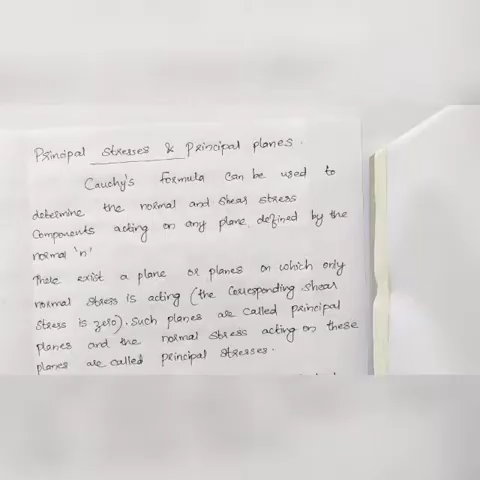 Principal Stresses & Principal planes.
Cauchy's formula can be used to
determine the normal and shear stress
Components acting on any plane, defined by the
normal 'n'
There exist a plane or planes on which only
normal stress is acting (the corresponding shear
stress is zero). Such planes are called principal
planes and the normal stress acting on these
planes are called principal stresses.